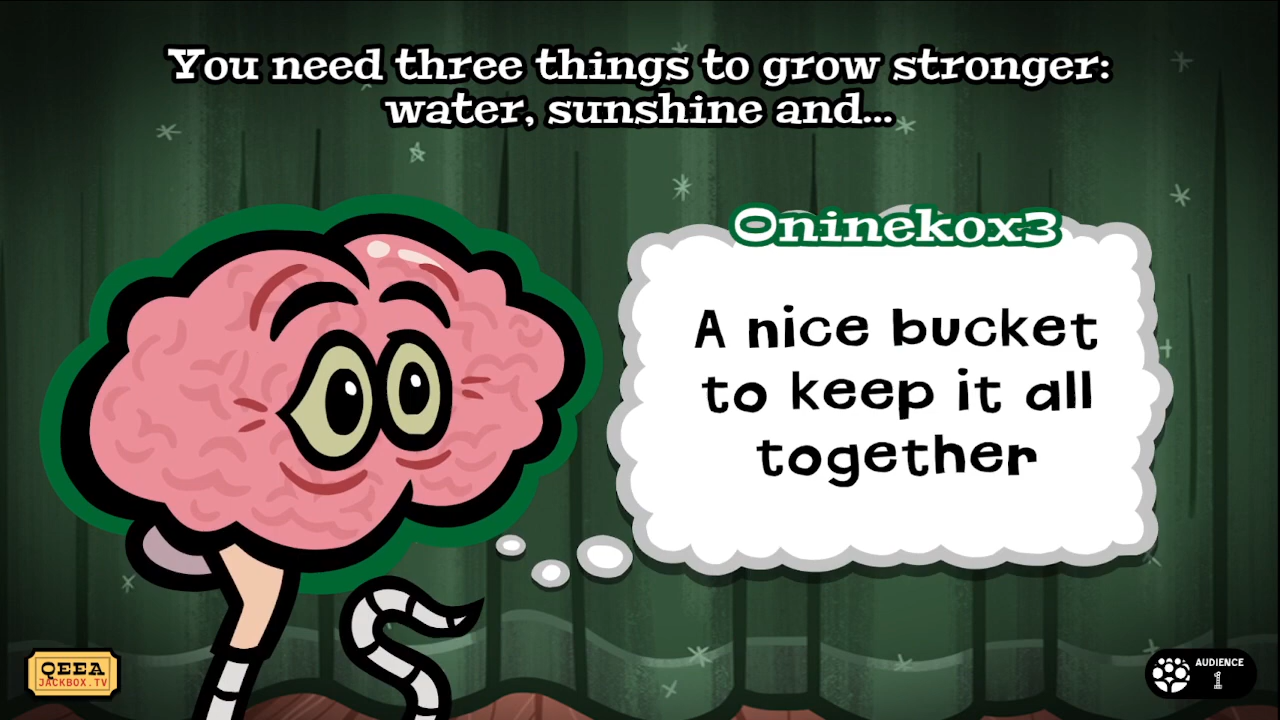 You need three things to grow stronger:
water, sunshine and...
Oninekox3
A nice bucket
to keep it all
together
QEEA
JACKBOX.TV
AUDIENCE
1